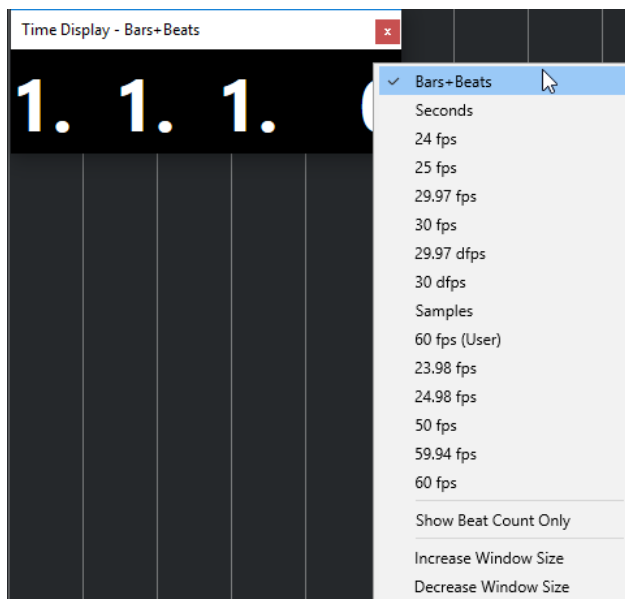 Time Display - Bars+Beats
x
1. 1. 1.
Bars+Beats
Seconds
24 fps
25 fps
29.97 fps
30 fps
29.97 dfps
30 dfps
Samples
60 fps (User)
23.98 fps
24.98 fps
50 fps
59.94 fps
60 fps
Show Beat Count Only
Increase Window Size
Decrease Window Size